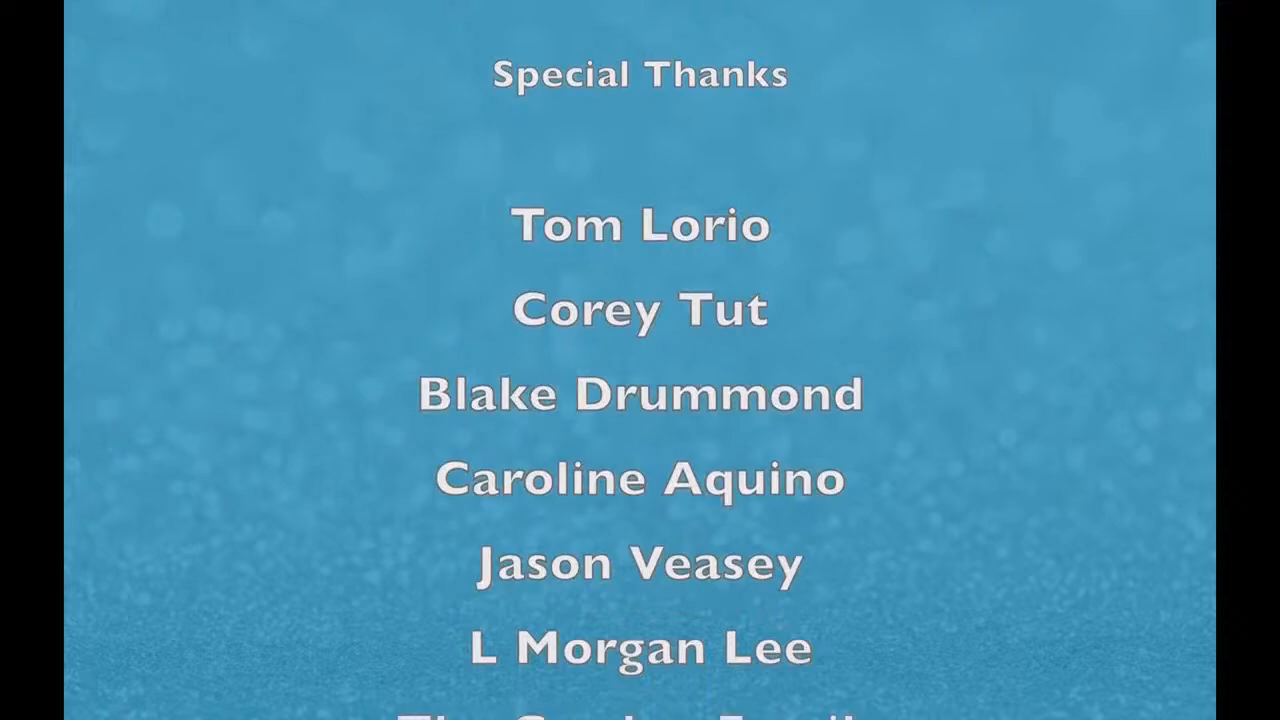 Special Thanks
Tom Lorio
Corey Tut
Blake Drummond
Caroline Aquino
Jason Veasey
L Morgan Lee